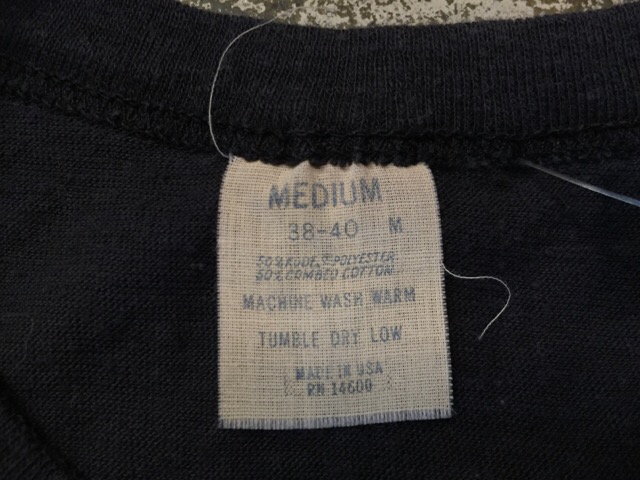 MEDIUM
38-40 M
50% KODEL® POLYESTER
50% COMBED COTTON
MACHINE WASH WARM
TUMBLE DRY LOW
MADE IN USA
RN 14600